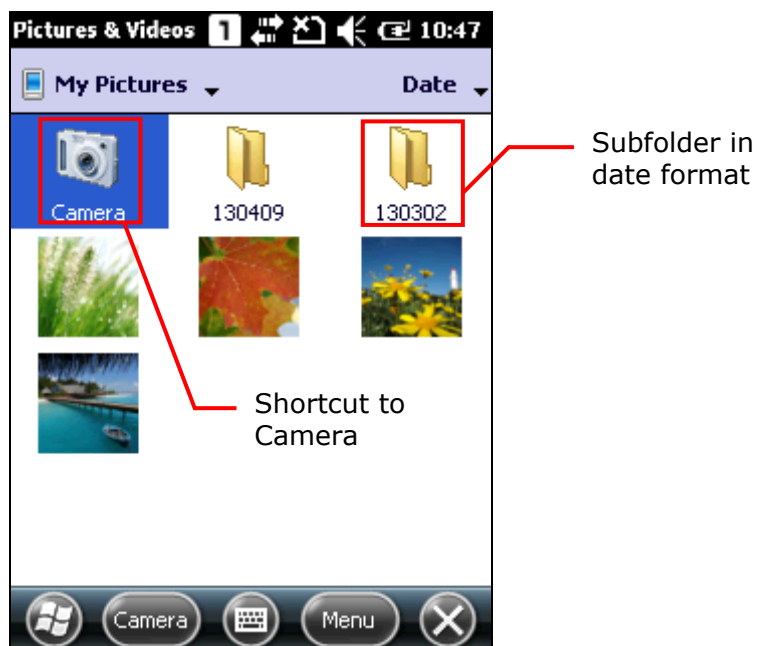 Pictures & Videos 1 10:47
My Pictures Date
Subfolder in
date format
Camera 130409 130302
Shortcut to
Camera
Camera Menu